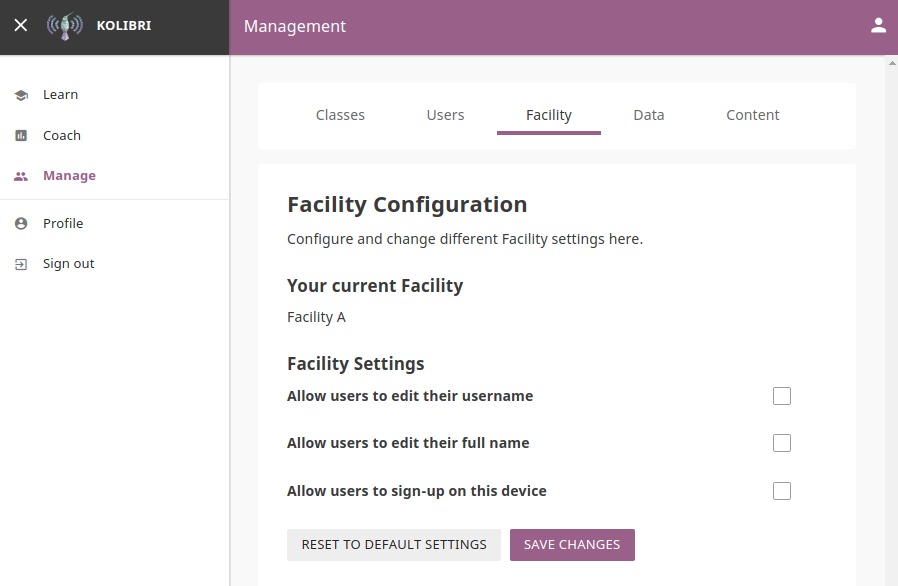 KOLIBRI
Management
Learn
Coach
Manage
Profile
Sign out
Classes Users Facility Data Content
Facility Configuration
Configure and change different Facility settings here.
Your current Facility
Facility A
Facility Settings
Allow users to edit their username
Allow users to edit their full name
Allow users to sign-up on this device
RESET TO DEFAULT SETTINGS SAVE CHANGES